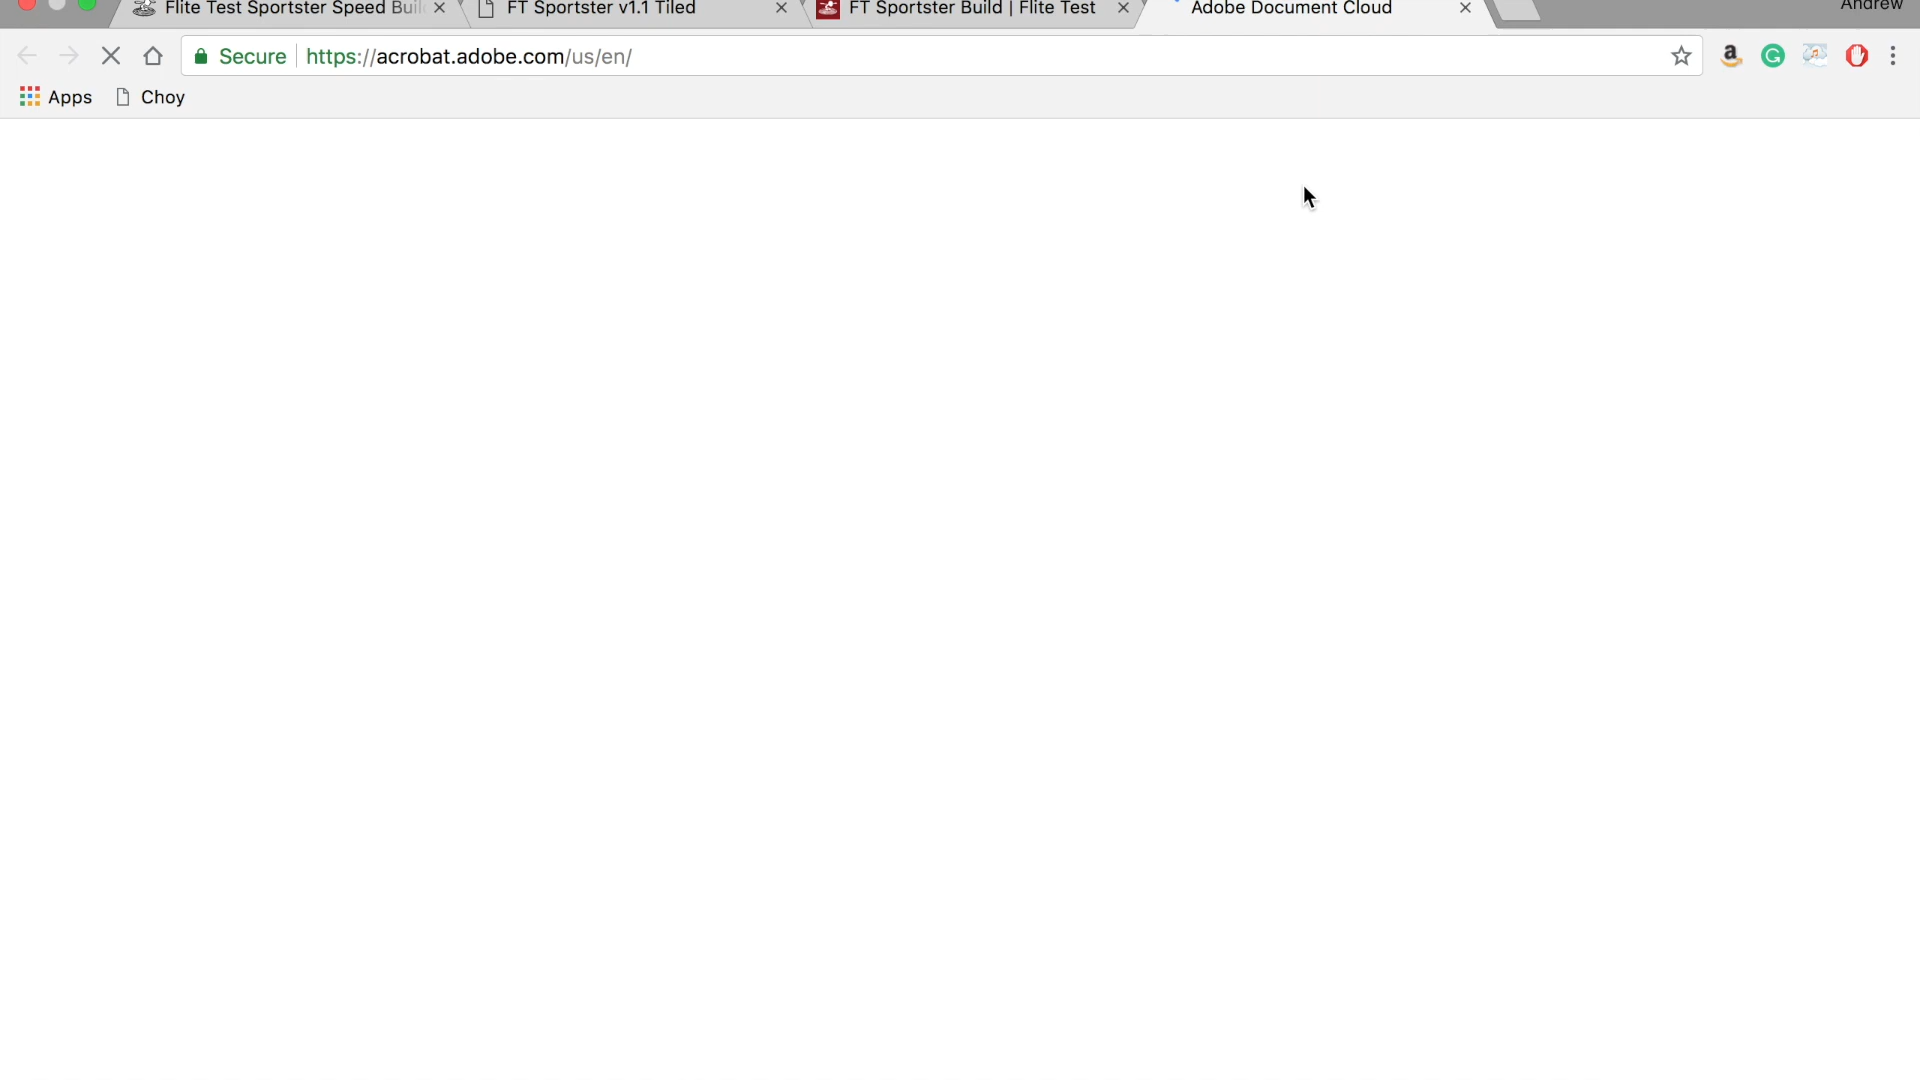 Flite Test Sportster Speed Buil
FT Sportster v1.1 Tiled
FT Sportster Build | Flite Test
Adobe Document Cloud
Andrew
Secure
https://acrobat.adobe.com/us/en/
Apps
Choy